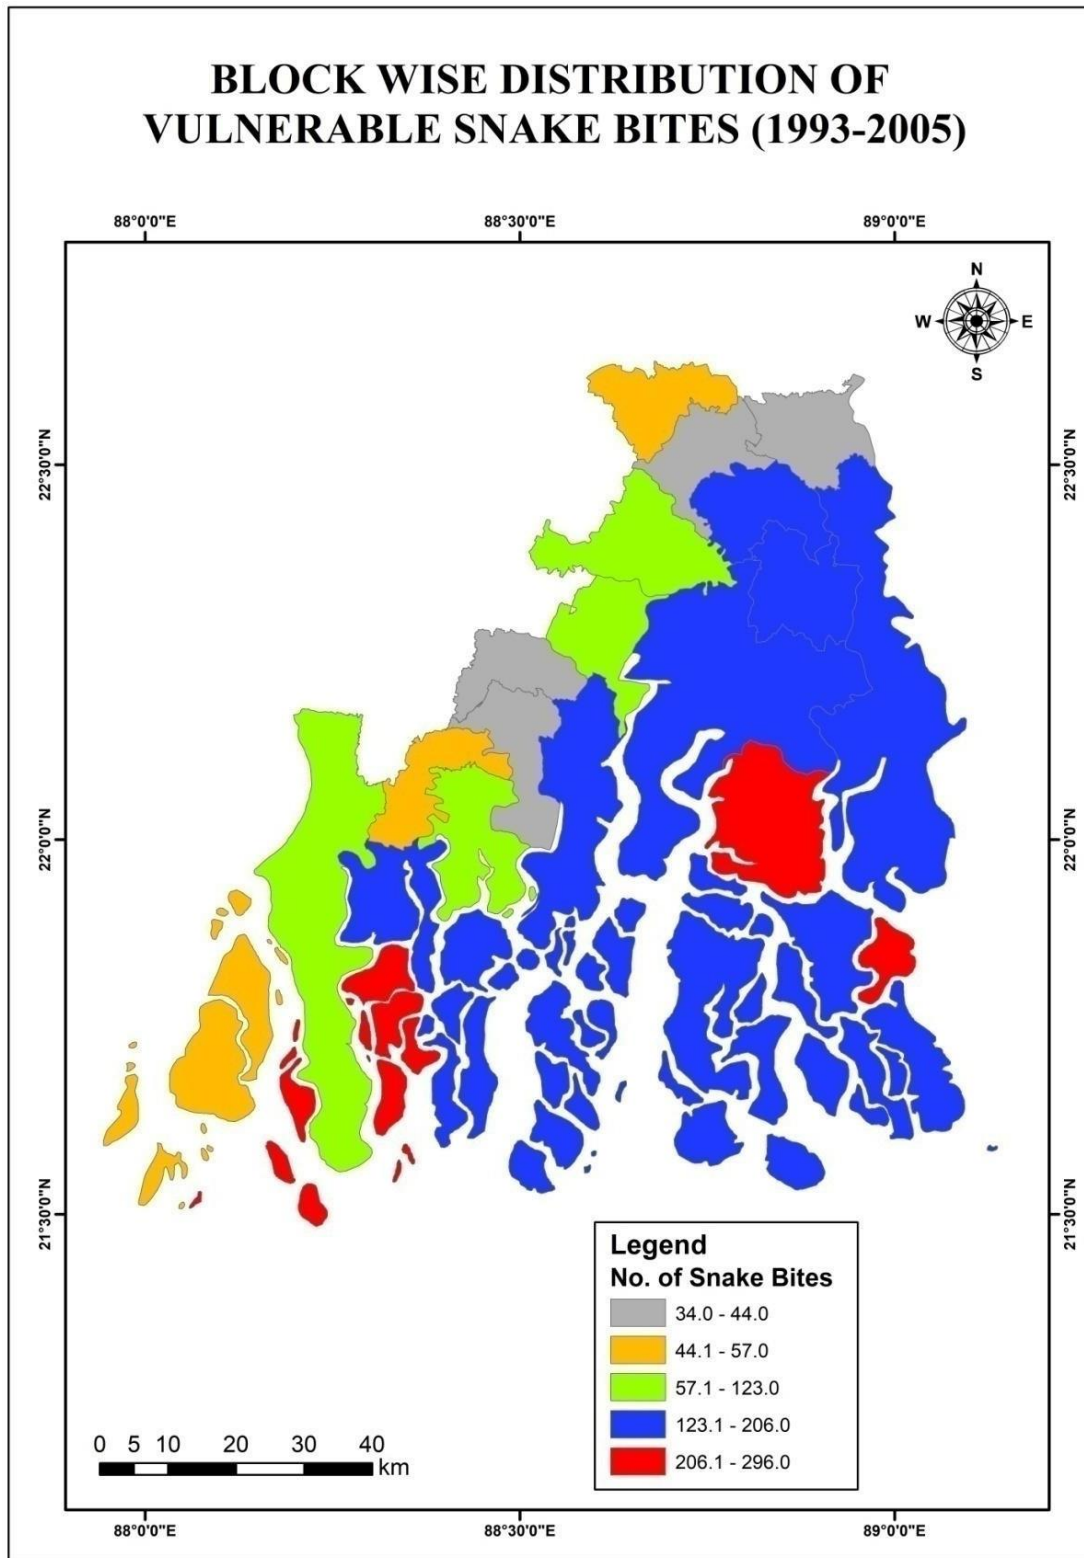 BLOCK WISE DISTRIBUTION OF
VULNERABLE SNAKE BITES (1993-2005)
88°0'0"E 88°30'0"E 89°0'0"E
N
W E
S
22°30'0"N 22°30'0"N
22°0'0"N 22°0'0"N
21°30'0"N 21°30'0"N
Legend
No. of Snake Bites
34.0 - 44.0
44.1 - 57.0
57.1 - 123.0
123.1 - 206.0
206.1 - 296.0
0 5 10 20 30 40
km
88°0'0"E 88°30'0"E 89°0'0"E